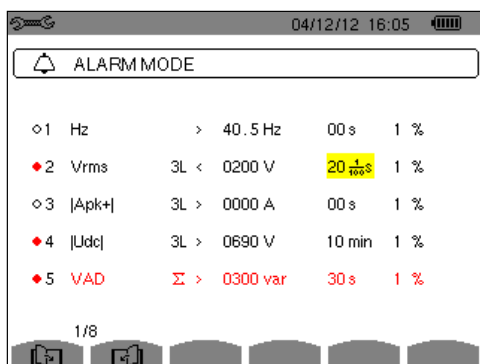 04/12/12 16:05
ALARM MODE
1 Hz > 40.5 Hz 00 s 1 %
2 Vrms 3L < 0200 V 20 1/100 s 1 %
3 |Apk+| 3L > 0000 A 00 s 1 %
4 |Udc| 3L > 0690 V 10 min 1 %
5 VAD Σ > 0300 var 30 s 1 %
1/8